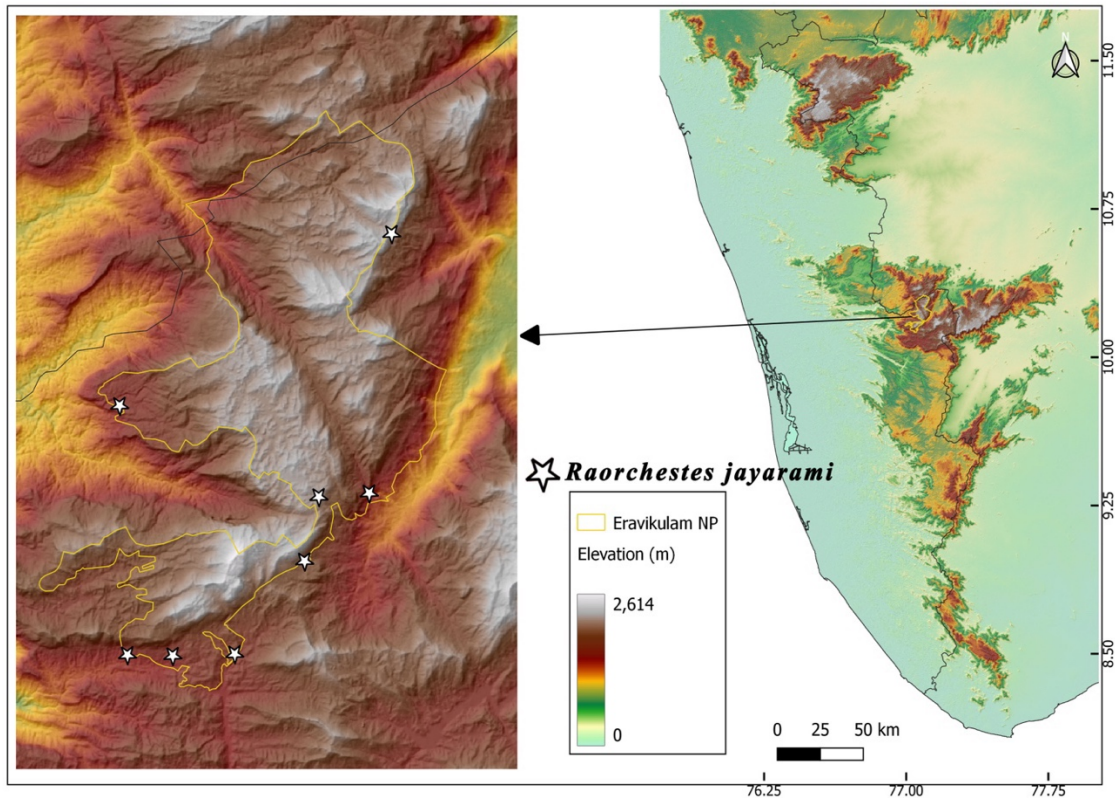 N
11.50
10.75
10.00
9.25
8.50
Raorchestes jayarami
Eravikulam NP
Elevation (m)
2,614
0
0 25 50 km
76.25 77.00 77.75